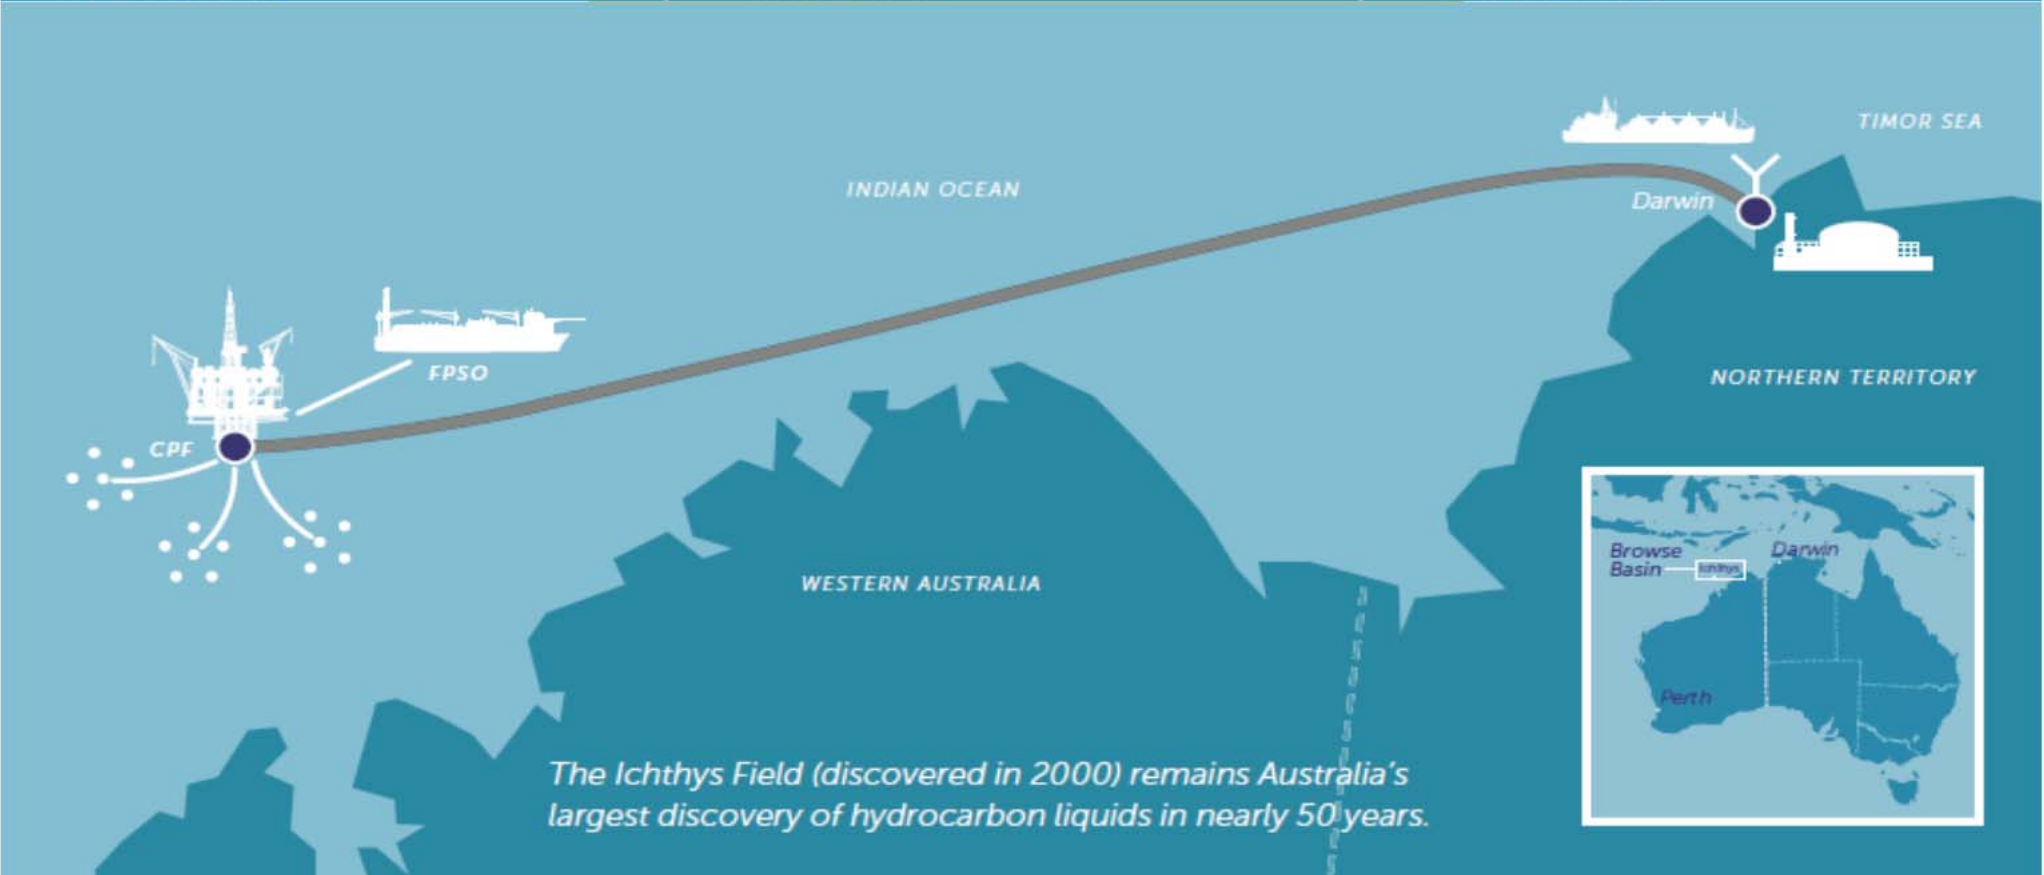 TIMOR SEA
INDIAN OCEAN
Darwin
FPSO
NORTHERN TERRITORY
CPF
Browse
Basin
Ichthys
Darwin
WESTERN AUSTRALIA
Perth
The Ichthys Field (discovered in 2000) remains Australia's
largest discovery of hydrocarbon liquids in nearly 50 years.